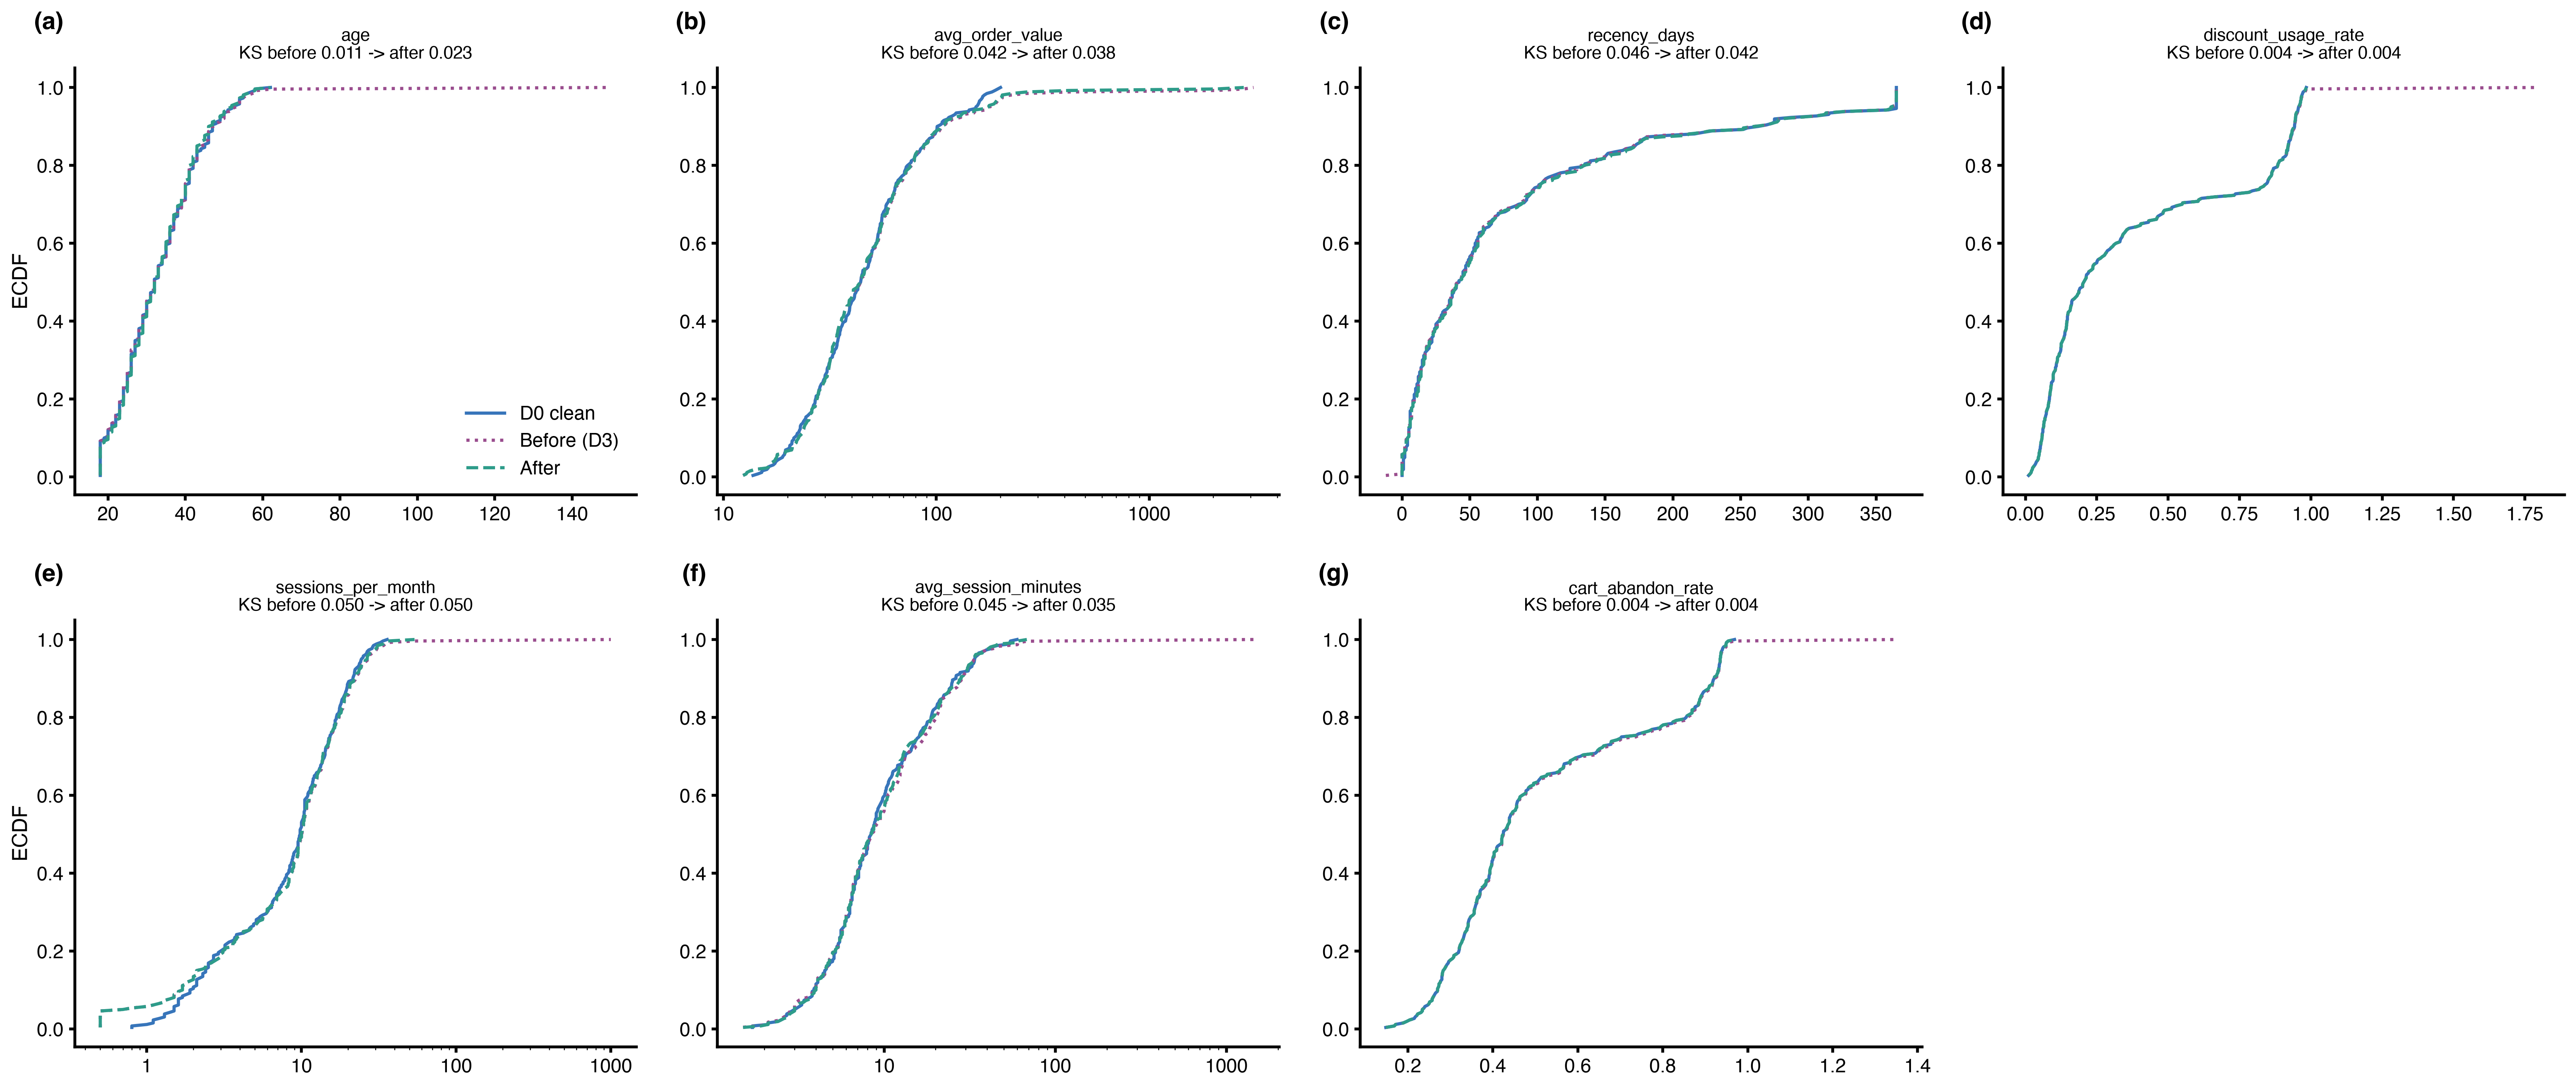 (a)
age
KS before 0.011 -> after 0.023
ECDF
1.0
0.8
0.6
0.4
0.2
0.0
20 40 60 80 100 120 140
D0 clean
Before (D3)
After
(b)
avg_order_value
KS before 0.042 -> after 0.038
1.0
0.8
0.6
0.4
0.2
0.0
10 100 1000
(c)
recency_days
KS before 0.046 -> after 0.042
1.0
0.8
0.6
0.4
0.2
0.0
0 50 100 150 200 250 300 350
(d)
discount_usage_rate
KS before 0.004 -> after 0.004
1.0
0.8
0.6
0.4
0.2
0.0
0.00 0.25 0.50 0.75 1.00 1.25 1.50 1.75
(e)
sessions_per_month
KS before 0.050 -> after 0.050
ECDF
1.0
0.8
0.6
0.4
0.2
0.0
1 10 100 1000
(f)
avg_session_minutes
KS before 0.045 -> after 0.035
1.0
0.8
0.6
0.4
0.2
0.0
10 100 1000
(g)
cart_abandon_rate
KS before 0.004 -> after 0.004
1.0
0.8
0.6
0.4
0.2
0.0
0.2 0.4 0.6 0.8 1.0 1.2 1.4